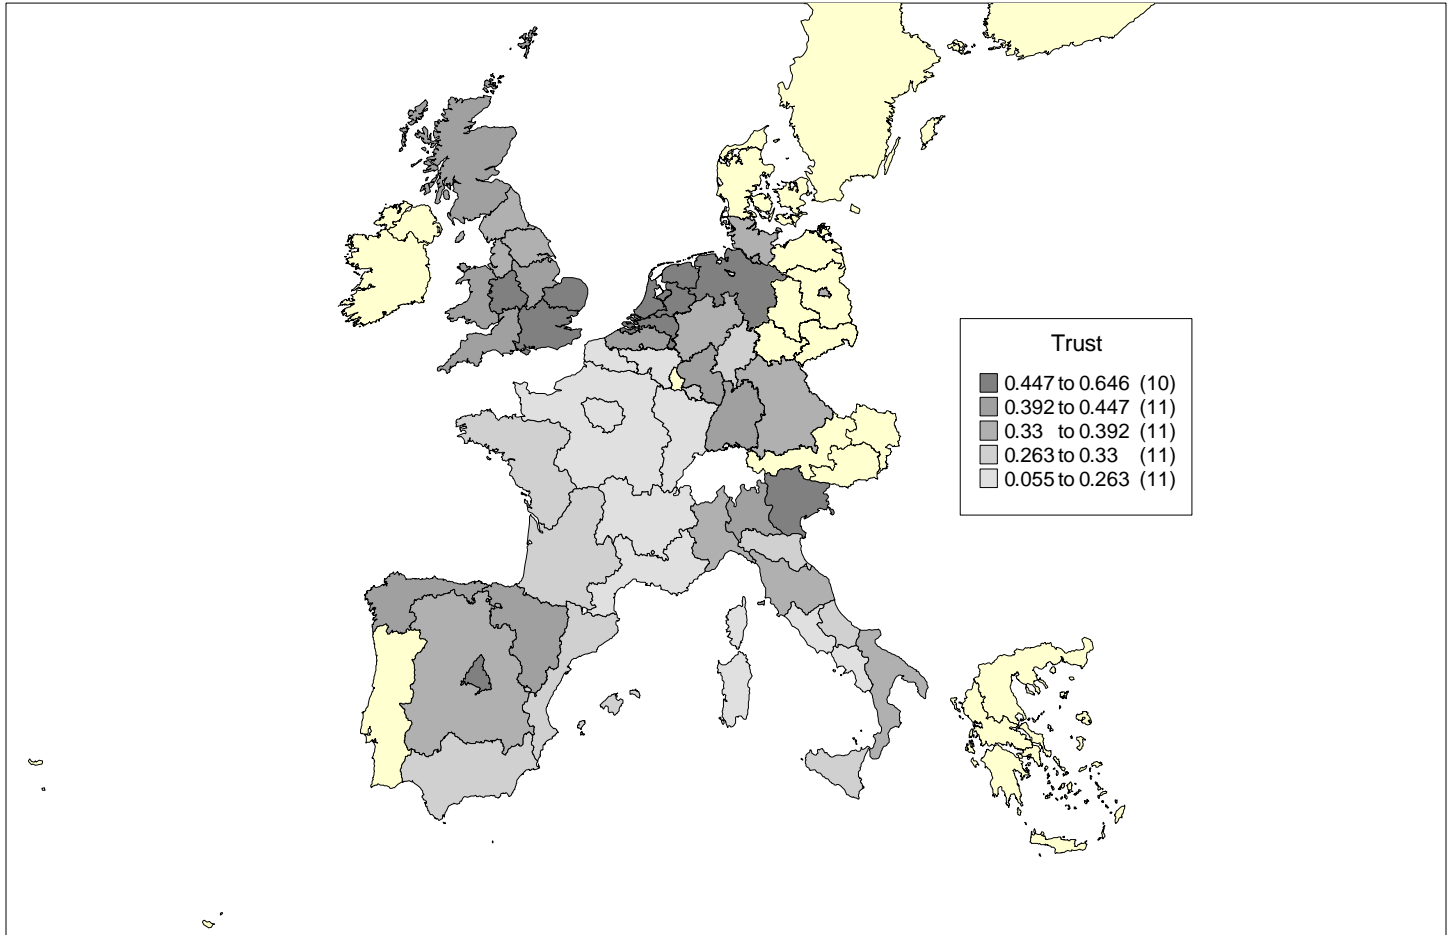 Trust
0.447 to 0.646 (10)
0.392 to 0.447 (11)
0.33 to 0.392 (11)
0.263 to 0.33 (11)
0.055 to 0.263 (11)